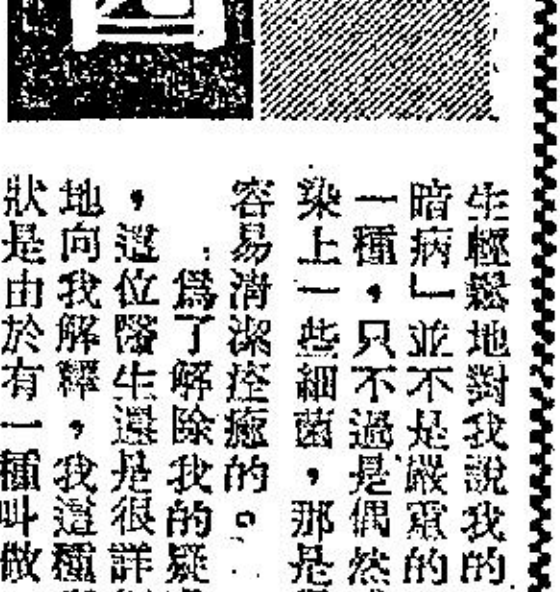 生輕鬆地對我說我的
暗病」並不是嚴重的
一種，只不過是偶然
染上一些細菌，那是
容易清潔痊癒的。
為了解除我的疑
，這位醫生還是很詳
地向我解釋，我這種
狀是由於有一種叫做